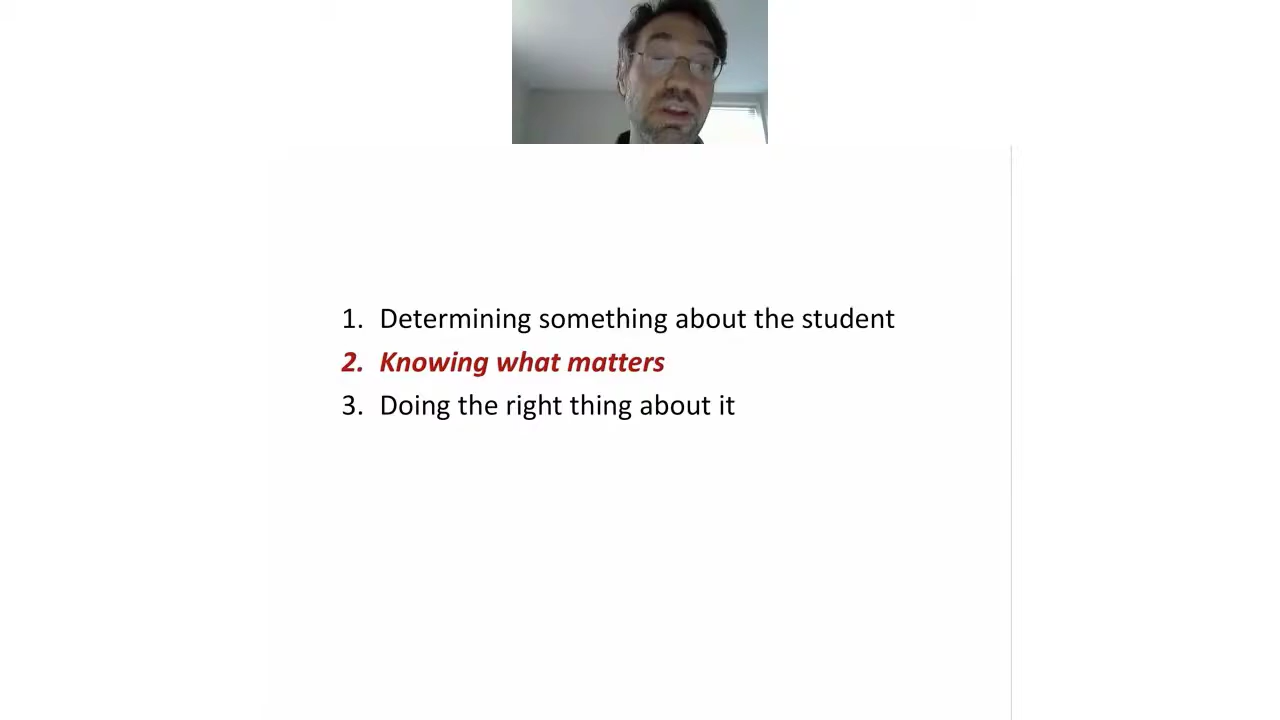 1. Determining something about the student
2. Knowing what matters
3. Doing the right thing about it